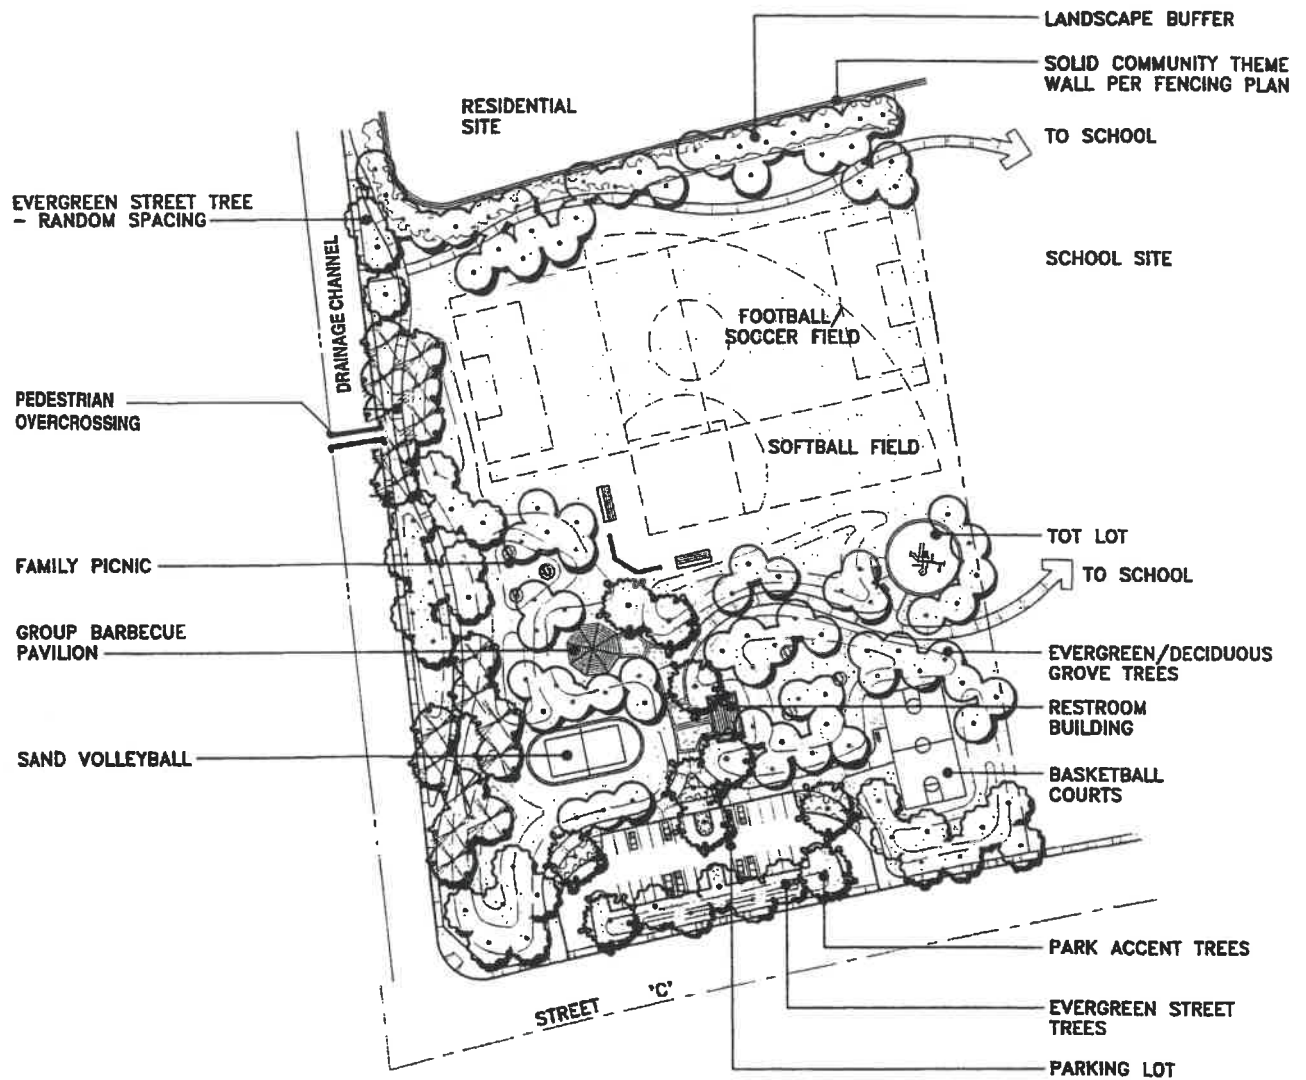 LANDSCAPE BUFFER
SOLID COMMUNITY THEME
WALL PER FENCING PLAN
RESIDENTIAL
SITE
TO SCHOOL
EVERGREEN STREET TREE
- RANDOM SPACING
DRAINAGE CHANNEL
SCHOOL SITE
FOOTBALL/
SOCCER FIELD
PEDESTRIAN
OVERCROSSING
SOFTBALL FIELD
TOT LOT
FAMILY PICNIC
TO SCHOOL
GROUP BARBECUE
PAVILION
EVERGREEN/DECIDUOUS
GROVE TREES
RESTROOM
BUILDING
SAND VOLLEYBALL
BASKETBALL
COURTS
PARK ACCENT TREES
STREET 'C'
EVERGREEN STREET
TREES
PARKING LOT